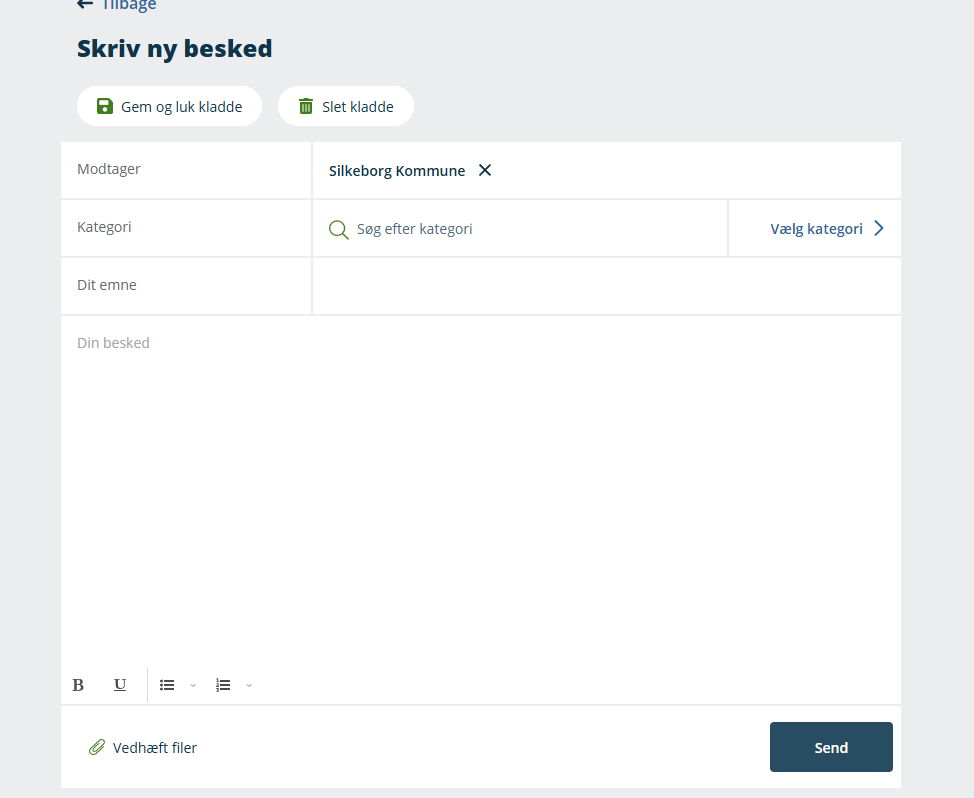 Tilbage
Skriv ny besked
Gem og luk kladde
Slet kladde
Modtager
Silkeborg Kommune
Kategori
Søg efter kategori
Vælg kategori
Dit emne
Din besked
B U
Vedhæft filer
Send